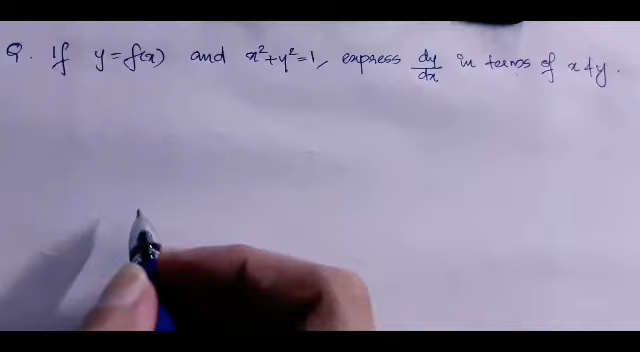 Q. If y = f(x) and x² + y² = 1, express dy/dx in terms of x & y.